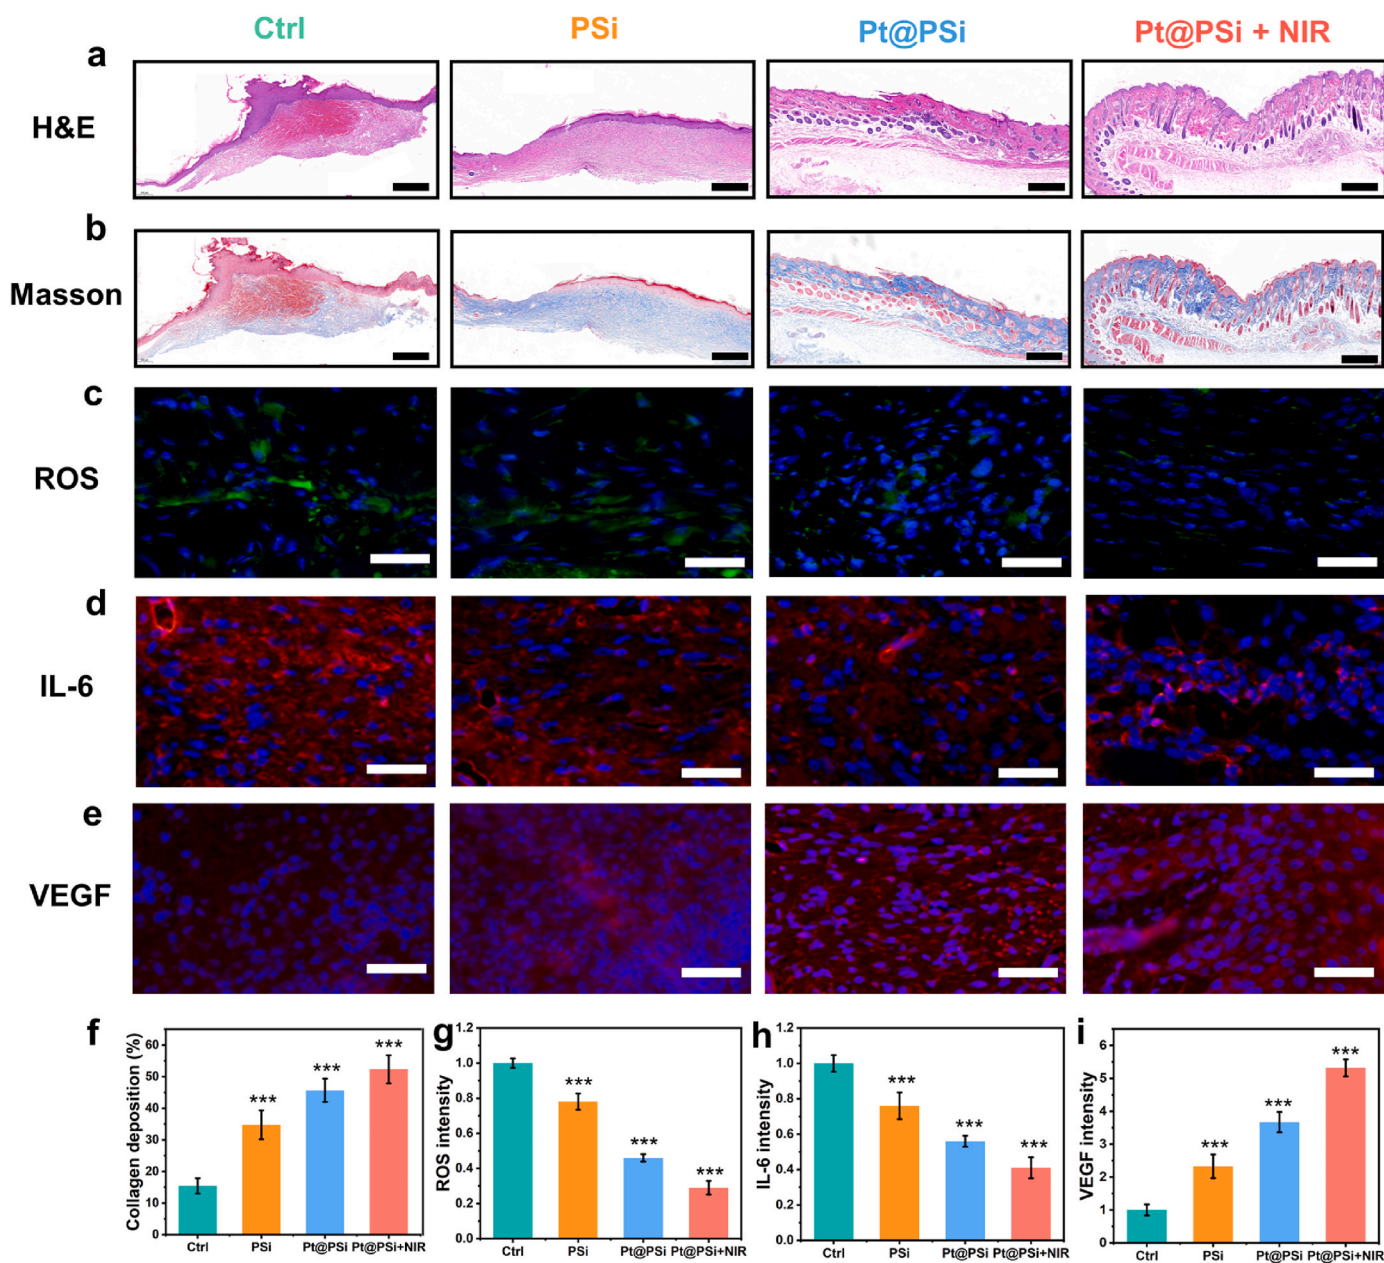 Ctrl PSi Pt@PSi Pt@PSi + NIR
a
H&E
b
Masson
c
ROS
d
IL-6
e
VEGF
f
Collagen deposition (%)
60
50
40
30
20
10
0
*** *** ***
Ctrl PSi Pt@PSi Pt@PSi+NIR
g
ROS intensity
1.2
1.0
0.8
0.6
0.4
0.2
0.0
*** *** ***
Ctrl PSi Pt@PSi Pt@PSi+NIR
h
IL-6 intensity
1.2
1.0
0.8
0.6
0.4
0.2
0.0
*** *** ***
Ctrl PSi Pt@PSi Pt@PSi+NIR
i
VEGF intensity
6
5
4
3
2
1
0
*** *** ***
Ctrl PSi Pt@PSi Pt@PSi+NIR